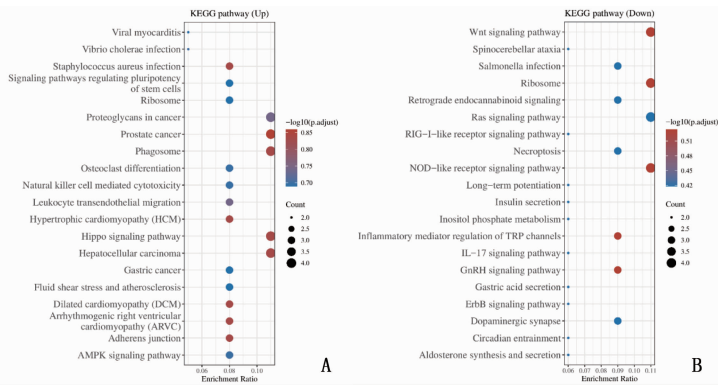 KEGG pathway (Up)
Viral myocarditis
Vibrio cholerae infection
Staphylococcus aureus infection
Signaling pathways regulating pluripotency
of stem cells
Ribosome
Proteoglycans in cancer
Prostate cancer
Phagosome
Osteoclast differentiation
Natural killer cell mediated cytotoxicity
Leukocyte transendothelial migration
Hypertrophic cardiomyopathy (HCM)
Hippo signaling pathway
Hepatocellular carcinoma
Gastric cancer
Fluid shear stress and atherosclerosis
Dilated cardiomyopathy (DCM)
Arrhythmogenic right ventricular
cardiomyopathy (ARVC)
Adherens junction
AMPK signaling pathway
0.06 0.08 0.10
Enrichment Ratio
−log10(p.adjust)
0.85
0.80
0.75
0.70
Count
2.0
2.5
3.0
3.5
4.0
A
KEGG pathway (Down)
Wnt signaling pathway
Spinocerebellar ataxia
Salmonella infection
Ribosome
Retrograde endocannabinoid signaling
Ras signaling pathway
RIG−I−like receptor signaling pathway
Necroptosis
NOD−like receptor signaling pathway
Long−term potentiation
Insulin secretion
Inositol phosphate metabolism
Inflammatory mediator regulation of TRP channels
IL−17 signaling pathway
GnRH signaling pathway
Gastric acid secretion
ErbB signaling pathway
Dopaminergic synapse
Circadian entrainment
Aldosterone synthesis and secretion
0.06 0.07 0.08 0.09 0.10 0.11
Enrichment Ratio
−log10(p.adjust)
0.51
0.48
0.45
0.42
Count
2.0
2.5
3.0
3.5
4.0
B